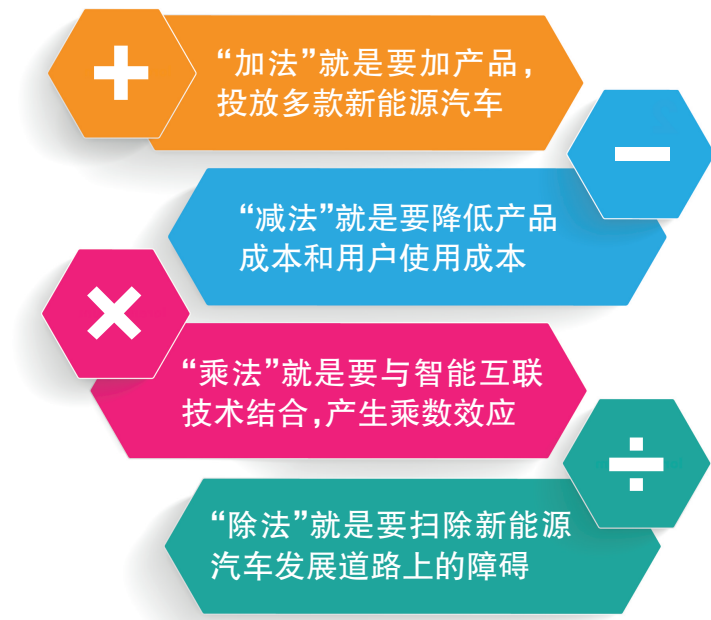 +
“加法”就是要加产品，
投放多款新能源汽车
−
“减法”就是要降低产品
成本和用户使用成本
×
“乘法”就是要与智能互联
技术结合，产生乘数效应
÷
“除法”就是要扫除新能源
汽车发展道路上的障碍